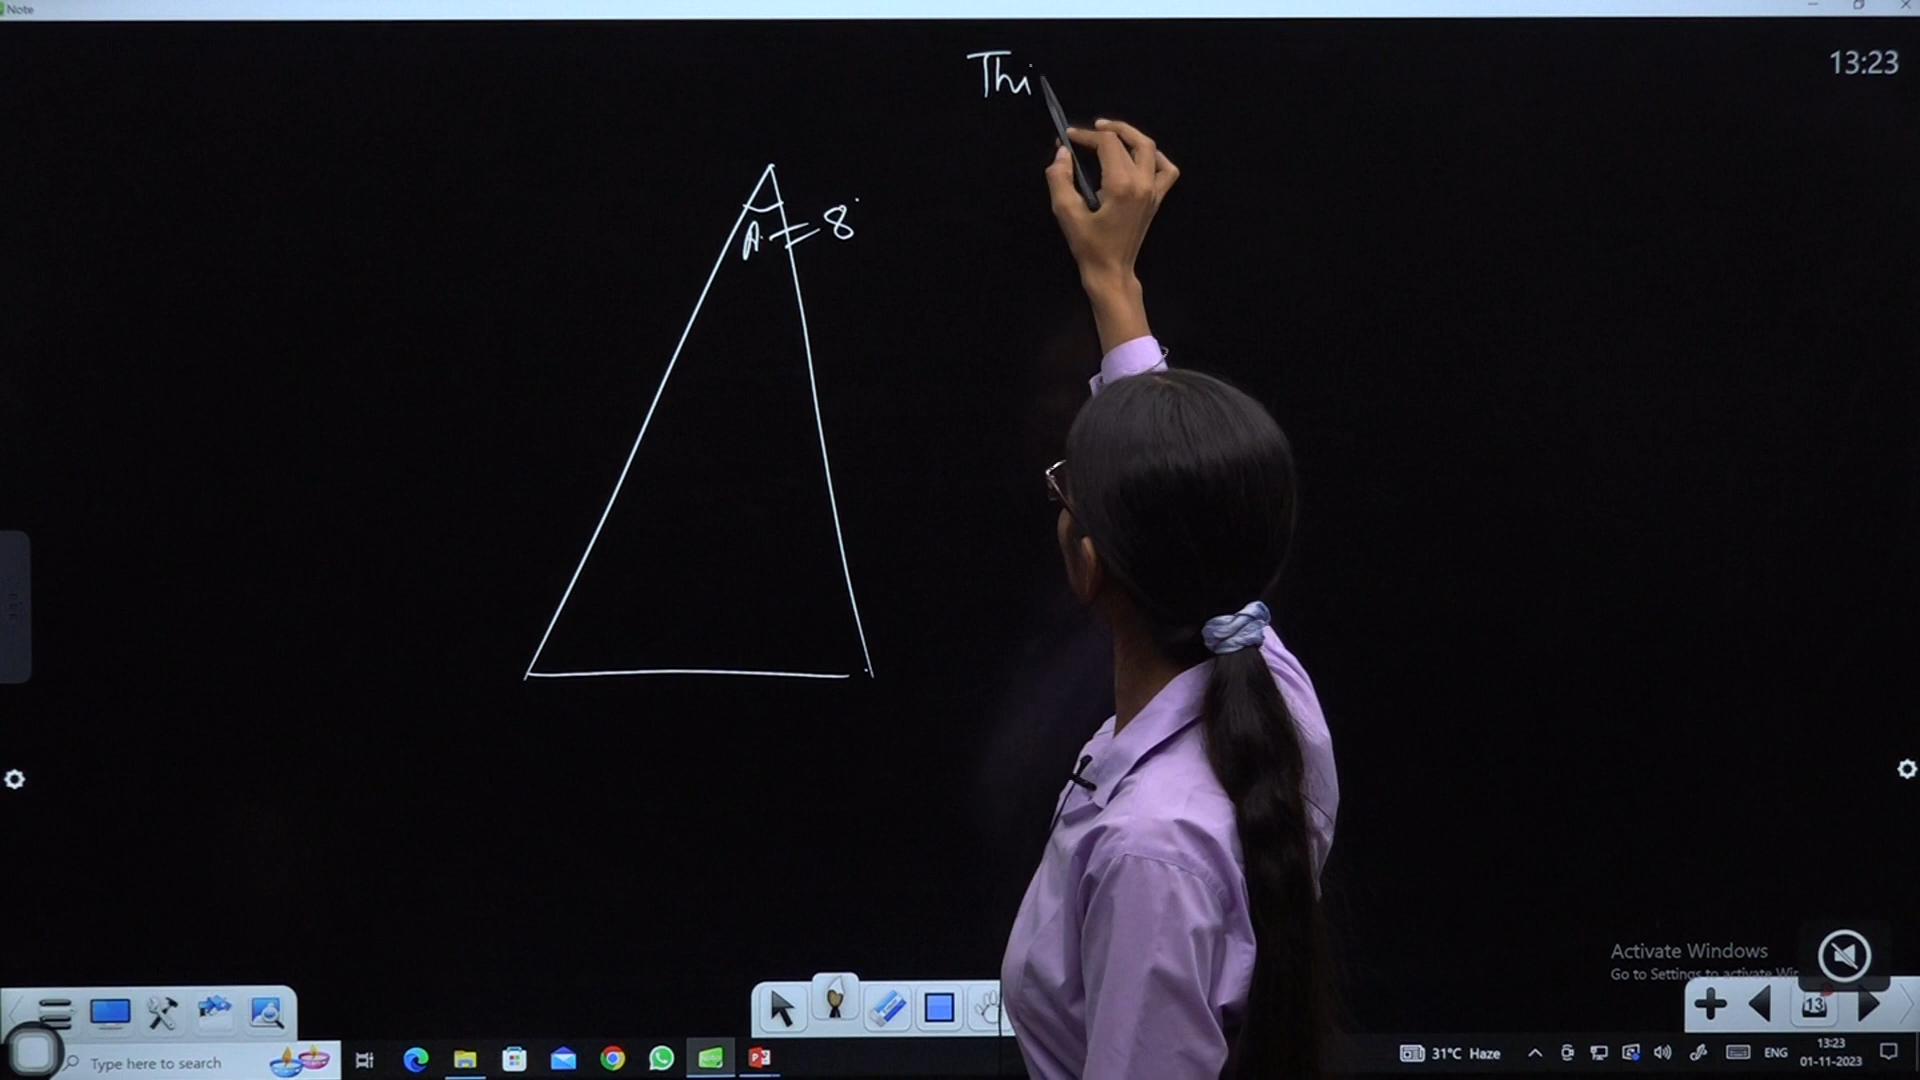 Note
Thi
13:23
A = 8°
Activate Windows
Go to Settings to activate Wi
13
Type here to search
31°C Haze
ENG
13:23
01-11-2023